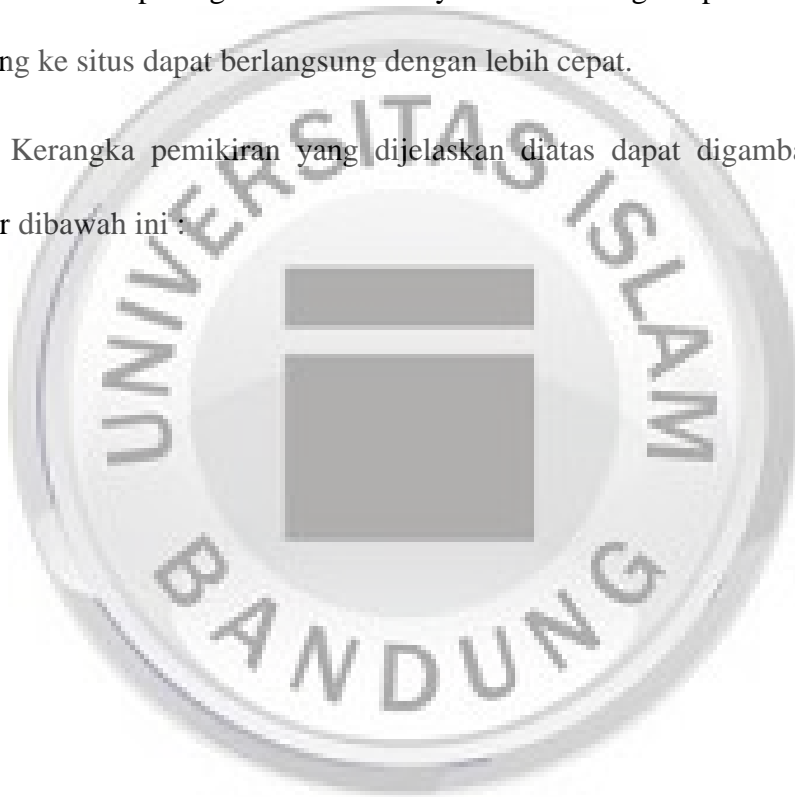 ng ke situs dapat berlangsung dengan lebih cepat.
Kerangka pemikiran yang dijelaskan diatas dapat digamba
r dibawah ini :
UNIVERSITAS ISLAM
BANDUNG